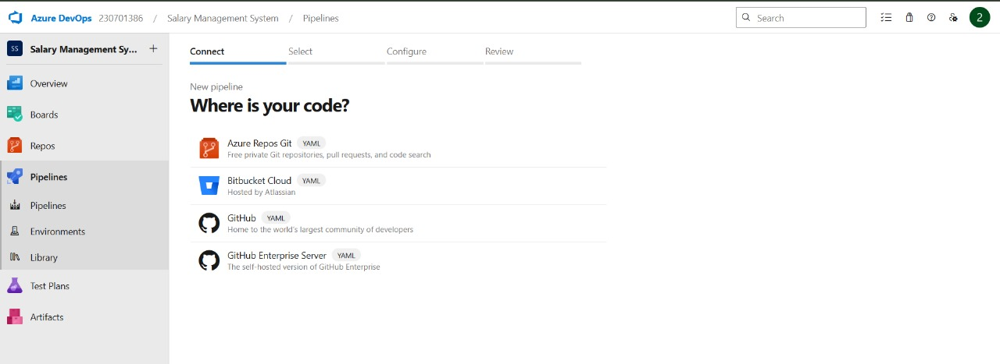 Azure DevOps 230701386 / Salary Management System / Pipelines
Search
2
SS Salary Management Sy... +
Overview
Boards
Repos
Pipelines
Pipelines
Environments
Library
Test Plans
Artifacts
Connect Select Configure Review
New pipeline
Where is your code?
Azure Repos Git YAML
Free private Git repositories, pull requests, and code search
Bitbucket Cloud YAML
Hosted by Atlassian
GitHub YAML
Home to the world's largest community of developers
GitHub Enterprise Server YAML
The self-hosted version of GitHub Enterprise